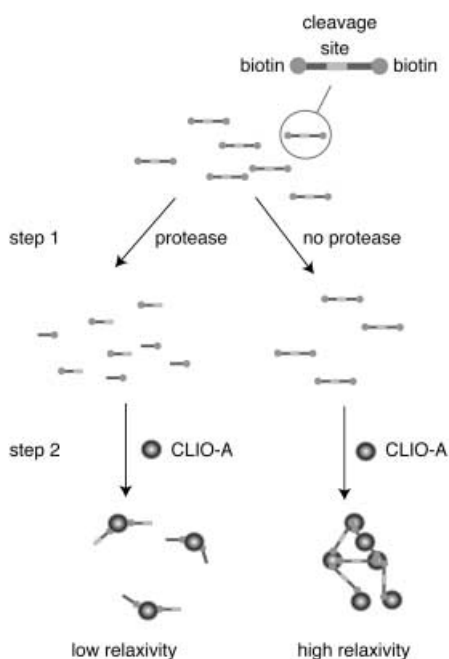 cleavage
site
biotin biotin
step 1 protease no protease
step 2 CLIO-A CLIO-A
low relaxivity high relaxivity